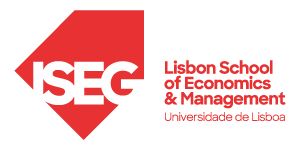 ISEG
Lisbon School
of Economics
& Management
Universidade de Lisboa